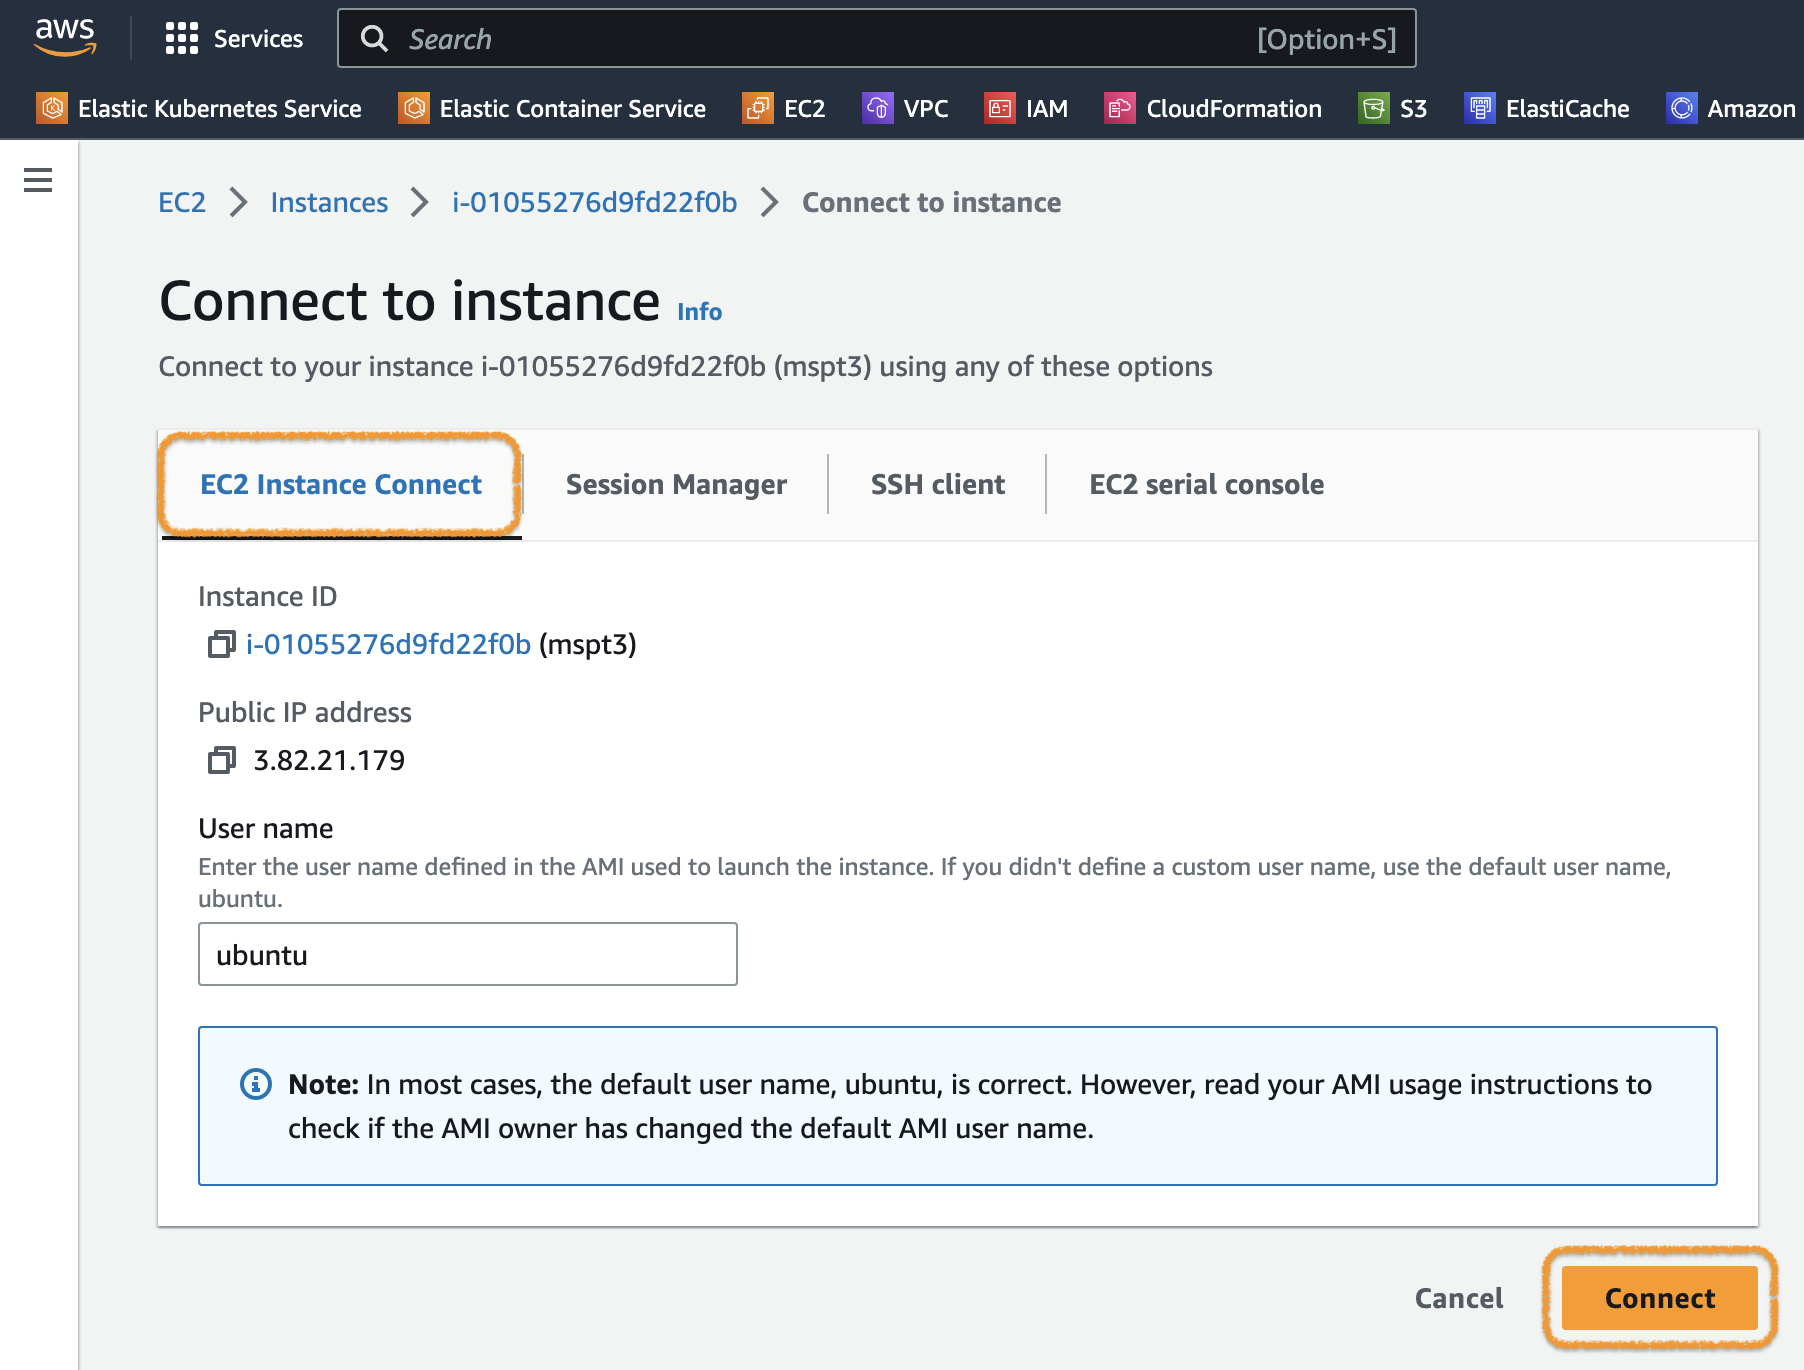 aws
Services
Search [Option+S]
Elastic Kubernetes Service Elastic Container Service EC2 VPC IAM CloudFormation S3 ElastiCache Amazon
EC2 Instances i-01055276d9fd22f0b Connect to instance
Connect to instance Info
Connect to your instance i-01055276d9fd22f0b (mspt3) using any of these options
EC2 Instance Connect Session Manager SSH client EC2 serial console
Instance ID
i-01055276d9fd22f0b (mspt3)
Public IP address
3.82.21.179
User name
Enter the user name defined in the AMI used to launch the instance. If you didn't define a custom user name, use the default user name,
ubuntu.
ubuntu
Note: In most cases, the default user name, ubuntu, is correct. However, read your AMI usage instructions to
check if the AMI owner has changed the default AMI user name.
Cancel Connect